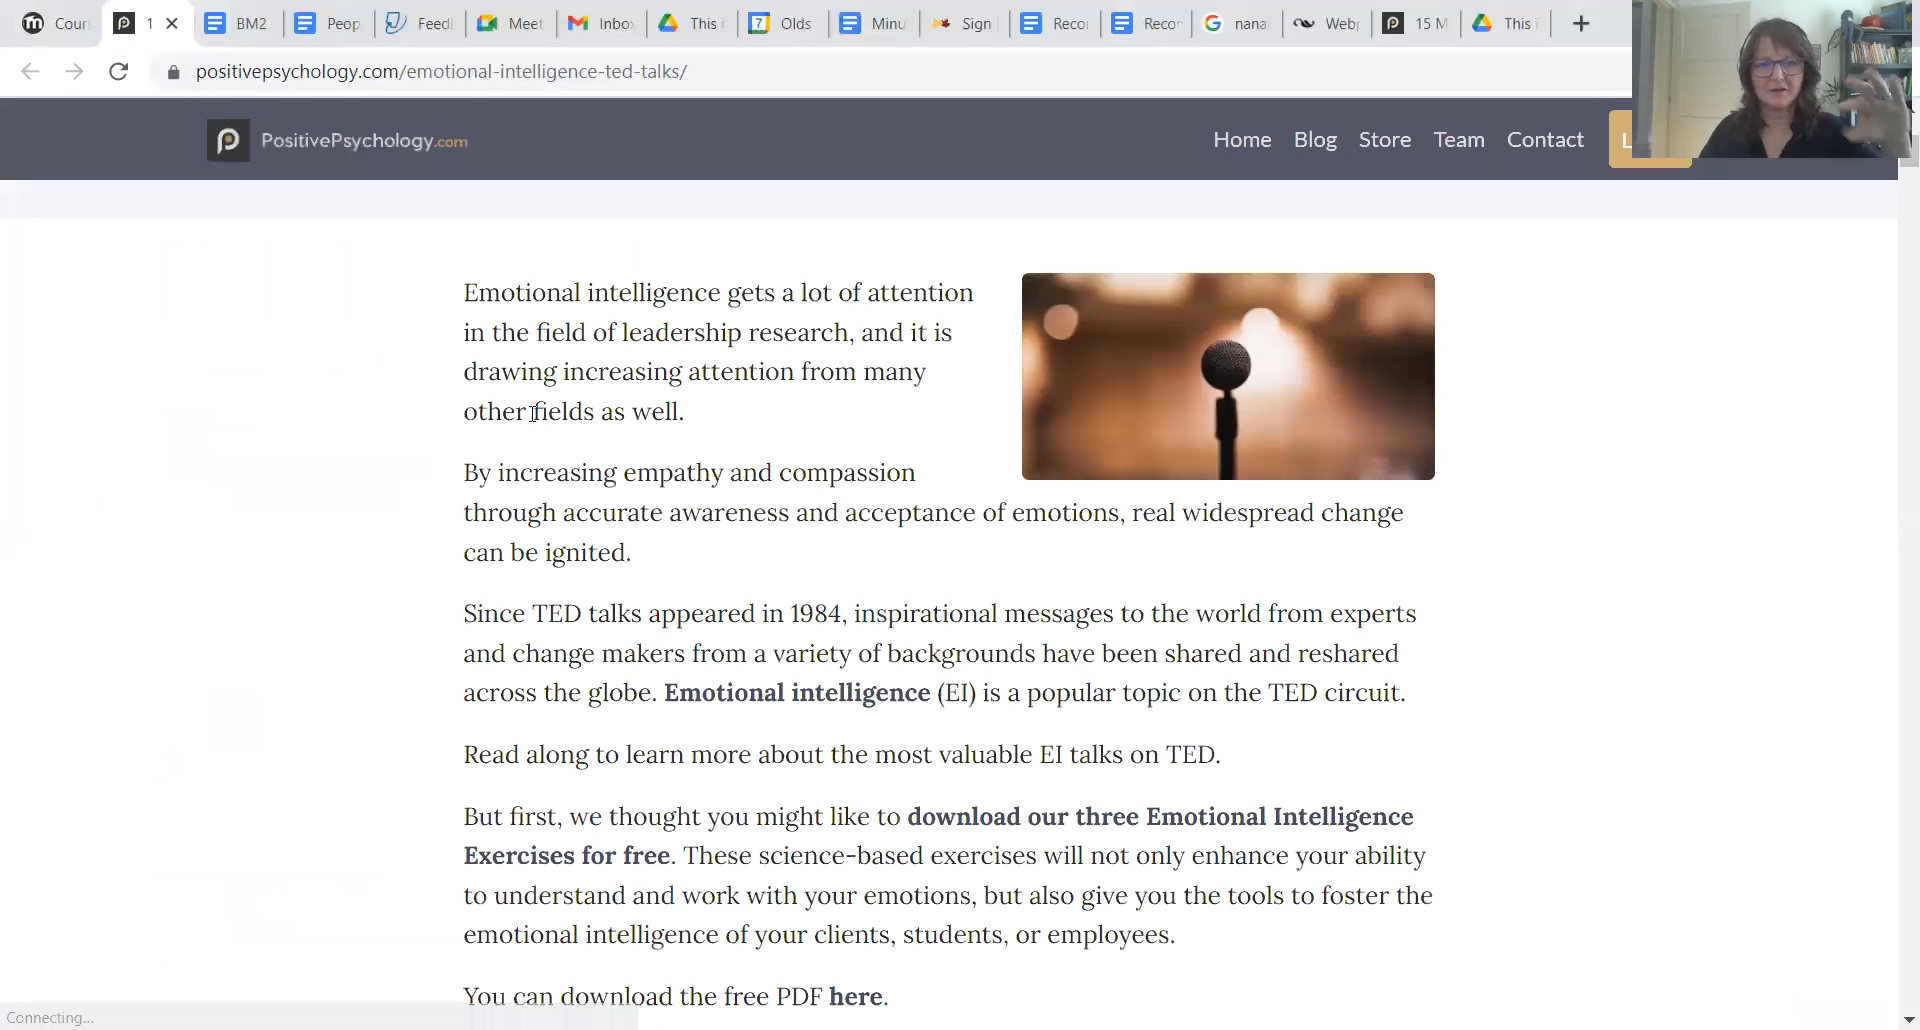 Cour
1
BM2
Peop
Feed
Meet
Inbo
This i
7
Olds
Minu
Sign
Reco
Reco
nana
Web
15 M
This i
positivepsychology.com/emotional-intelligence-ted-talks/
PositivePsychology.com
Home
Blog
Store
Team
Contact
Emotional intelligence gets a lot of attention
in the field of leadership research, and it is
drawing increasing attention from many
other fields as well.
By increasing empathy and compassion
through accurate awareness and acceptance of emotions, real widespread change
can be ignited.
Since TED talks appeared in 1984, inspirational messages to the world from experts
and change makers from a variety of backgrounds have been shared and reshared
across the globe. Emotional intelligence (EI) is a popular topic on the TED circuit.
Read along to learn more about the most valuable EI talks on TED.
But first, we thought you might like to download our three Emotional Intelligence
Exercises for free. These science-based exercises will not only enhance your ability
to understand and work with your emotions, but also give you the tools to foster the
emotional intelligence of your clients, students, or employees.
You can download the free PDF here.
Connecting...